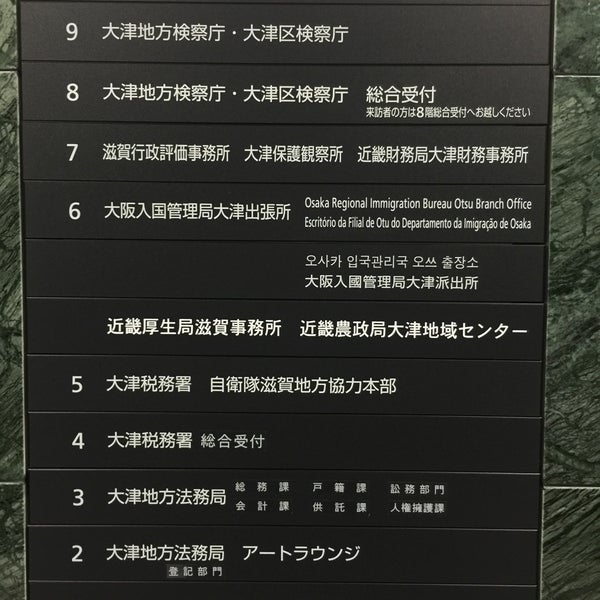 9 大津地方検察庁・大津区検察庁
8 大津地方検察庁・大津区検察庁 総合受付
来訪者の方は8階総合受付へお越しください
7 滋賀行政評価事務所 大津保護観察所 近畿財務局大津財務事務所
6 大阪入国管理局大津出張所 Osaka Regional Immigration Bureau Otsu Branch Office
Escritório da Filial de Otu do Departamento da Imigração de Osaka
오사카 입국관리국 오쓰 출장소
大阪入國管理局大津派出所
近畿厚生局滋賀事務所 近畿農政局大津地域センター
5 大津税務署 自衛隊滋賀地方協力本部
4 大津税務署 総合受付
3 大津地方法務局 総務課 戸籍課 訟務部門
会計課 供託課 人権擁護課
2 大津地方法務局 アートラウンジ
登記部門